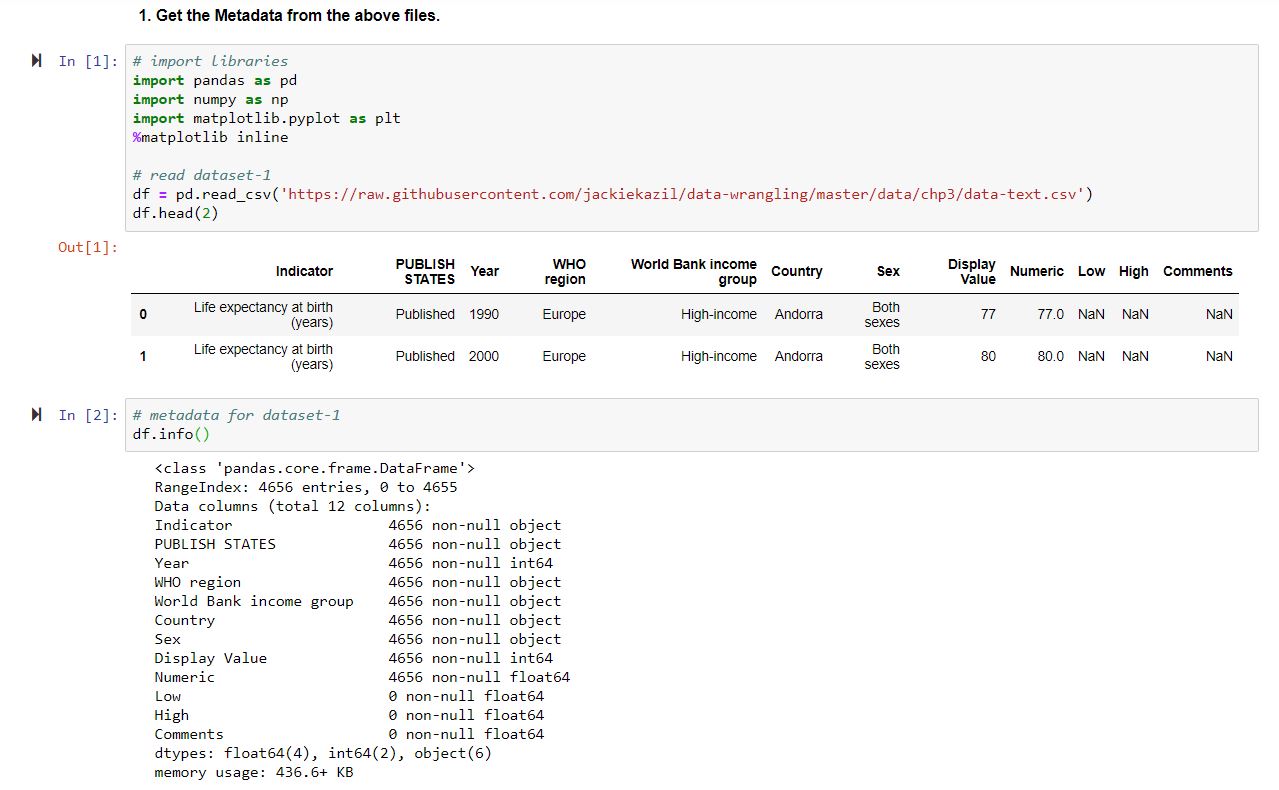 1. Get the Metadata from the above files.
In [1]:
# import libraries
import pandas as pd
import numpy as np
import matplotlib.pyplot as plt
%matplotlib inline
# read dataset-1
df = pd.read_csv('https://raw.githubusercontent.com/jackiekazil/data-wrangling/master/data/chp3/data-text.csv')
df.head(2)
Out[1]:
Indicator PUBLISH STATES Year WHO region World Bank income group Country Sex Display Value Numeric Low High Comments
0 Life expectancy at birth (years) Published 1990 Europe High-income Andorra Both sexes 77 77.0 NaN NaN NaN
1 Life expectancy at birth (years) Published 2000 Europe High-income Andorra Both sexes 80 80.0 NaN NaN NaN
In [2]:
# metadata for dataset-1
df.info()
<class 'pandas.core.frame.DataFrame'>
RangeIndex: 4656 entries, 0 to 4655
Data columns (total 12 columns):
Indicator 4656 non-null object
PUBLISH STATES 4656 non-null object
Year 4656 non-null int64
WHO region 4656 non-null object
World Bank income group 4656 non-null object
Country 4656 non-null object
Sex 4656 non-null object
Display Value 4656 non-null int64
Numeric 4656 non-null float64
Low 0 non-null float64
High 0 non-null float64
Comments 0 non-null float64
dtypes: float64(4), int64(2), object(6)
memory usage: 436.6+ KB